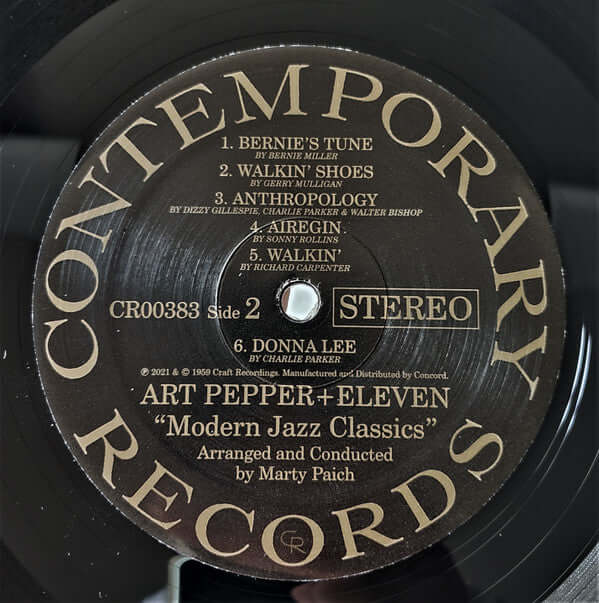 CONTEMPORARY
1. BERNIE'S TUNE
BY BERNIE MILLER
2. WALKIN' SHOES
BY GERRY MULLIGAN
3. ANTHROPOLOGY
BY DIZZY GILLESPIE, CHARLIE PARKER & WALTER BISHOP
4. AIREGIN
BY SONNY ROLLINS
5. WALKIN'
BY RICHARD CARPENTER
CR00383 Side 2 STEREO
6. DONNA LEE
BY CHARLIE PARKER
℗ 2021 & © 1959 Craft Recordings. Manufactured and Distributed by Concord.
ART PEPPER+ELEVEN
“Modern Jazz Classics”
Arranged and Conducted
by Marty Paich
RECORDS
CR